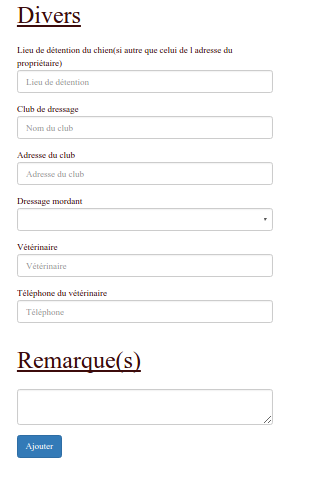 Divers
Lieu de détention du chien(si autre que celui de l adresse du
propriétaire)
Lieu de détention
Club de dressage
Nom du club
Adresse du club
Adresse du club
Dressage mordant
Vétérinaire
Vétérinaire
Téléphone du vétérinaire
Téléphone
Remarque(s)
Ajouter